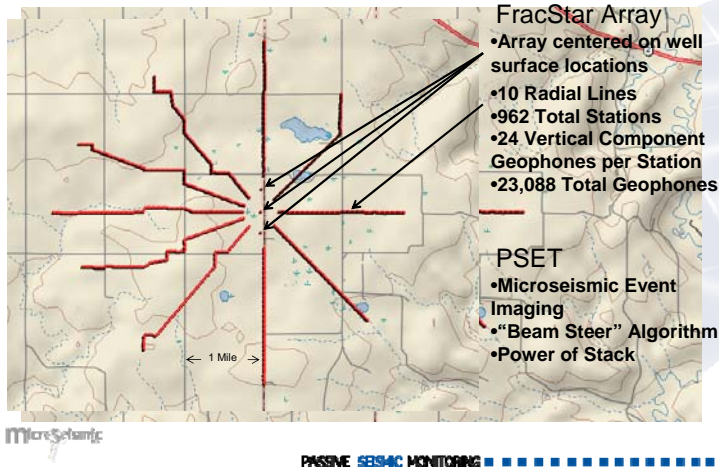 FracStar Array
•Array centered on well
surface locations
•10 Radial Lines
•962 Total Stations
•24 Vertical Component
Geophones per Station
•23,088 Total Geophones
PSET
•Microseismic Event
Imaging
•“Beam Steer” Algorithm
•Power of Stack
1 Mile
MicroSeismic
PASSIVE SEISMIC MONITORING